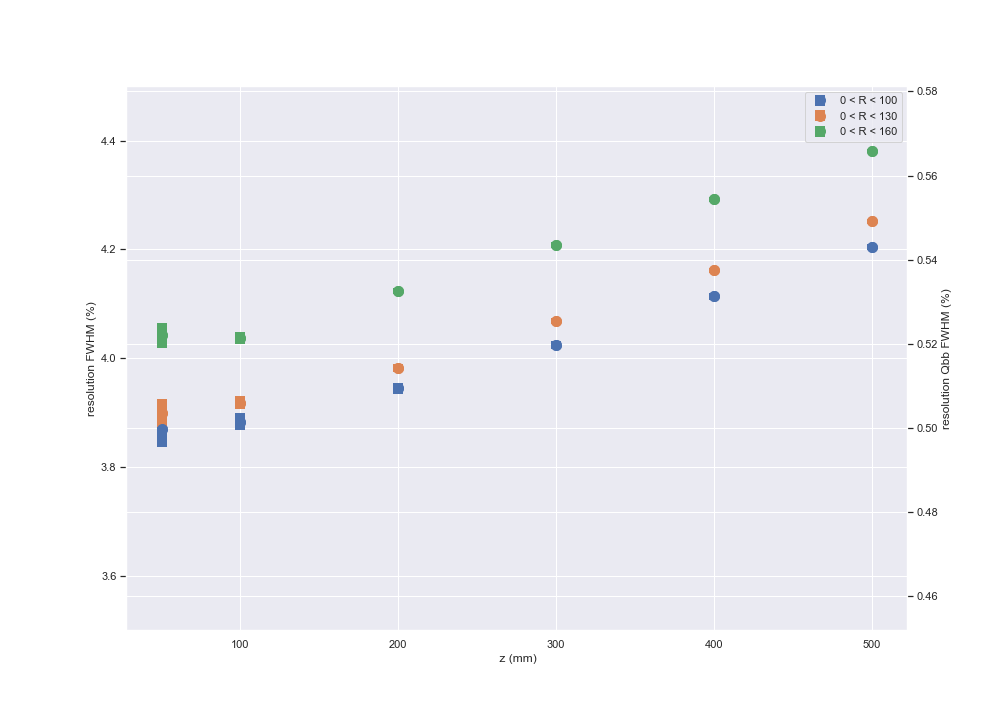 0 < R < 100
0 < R < 130
0 < R < 160
4.4
4.2
4.0
3.8
3.6
resolution FWHM (%)
0.58
0.56
0.54
0.52
0.50
0.48
0.46
resolution Qbb FWHM (%)
100
200
300
400
500
z (mm)